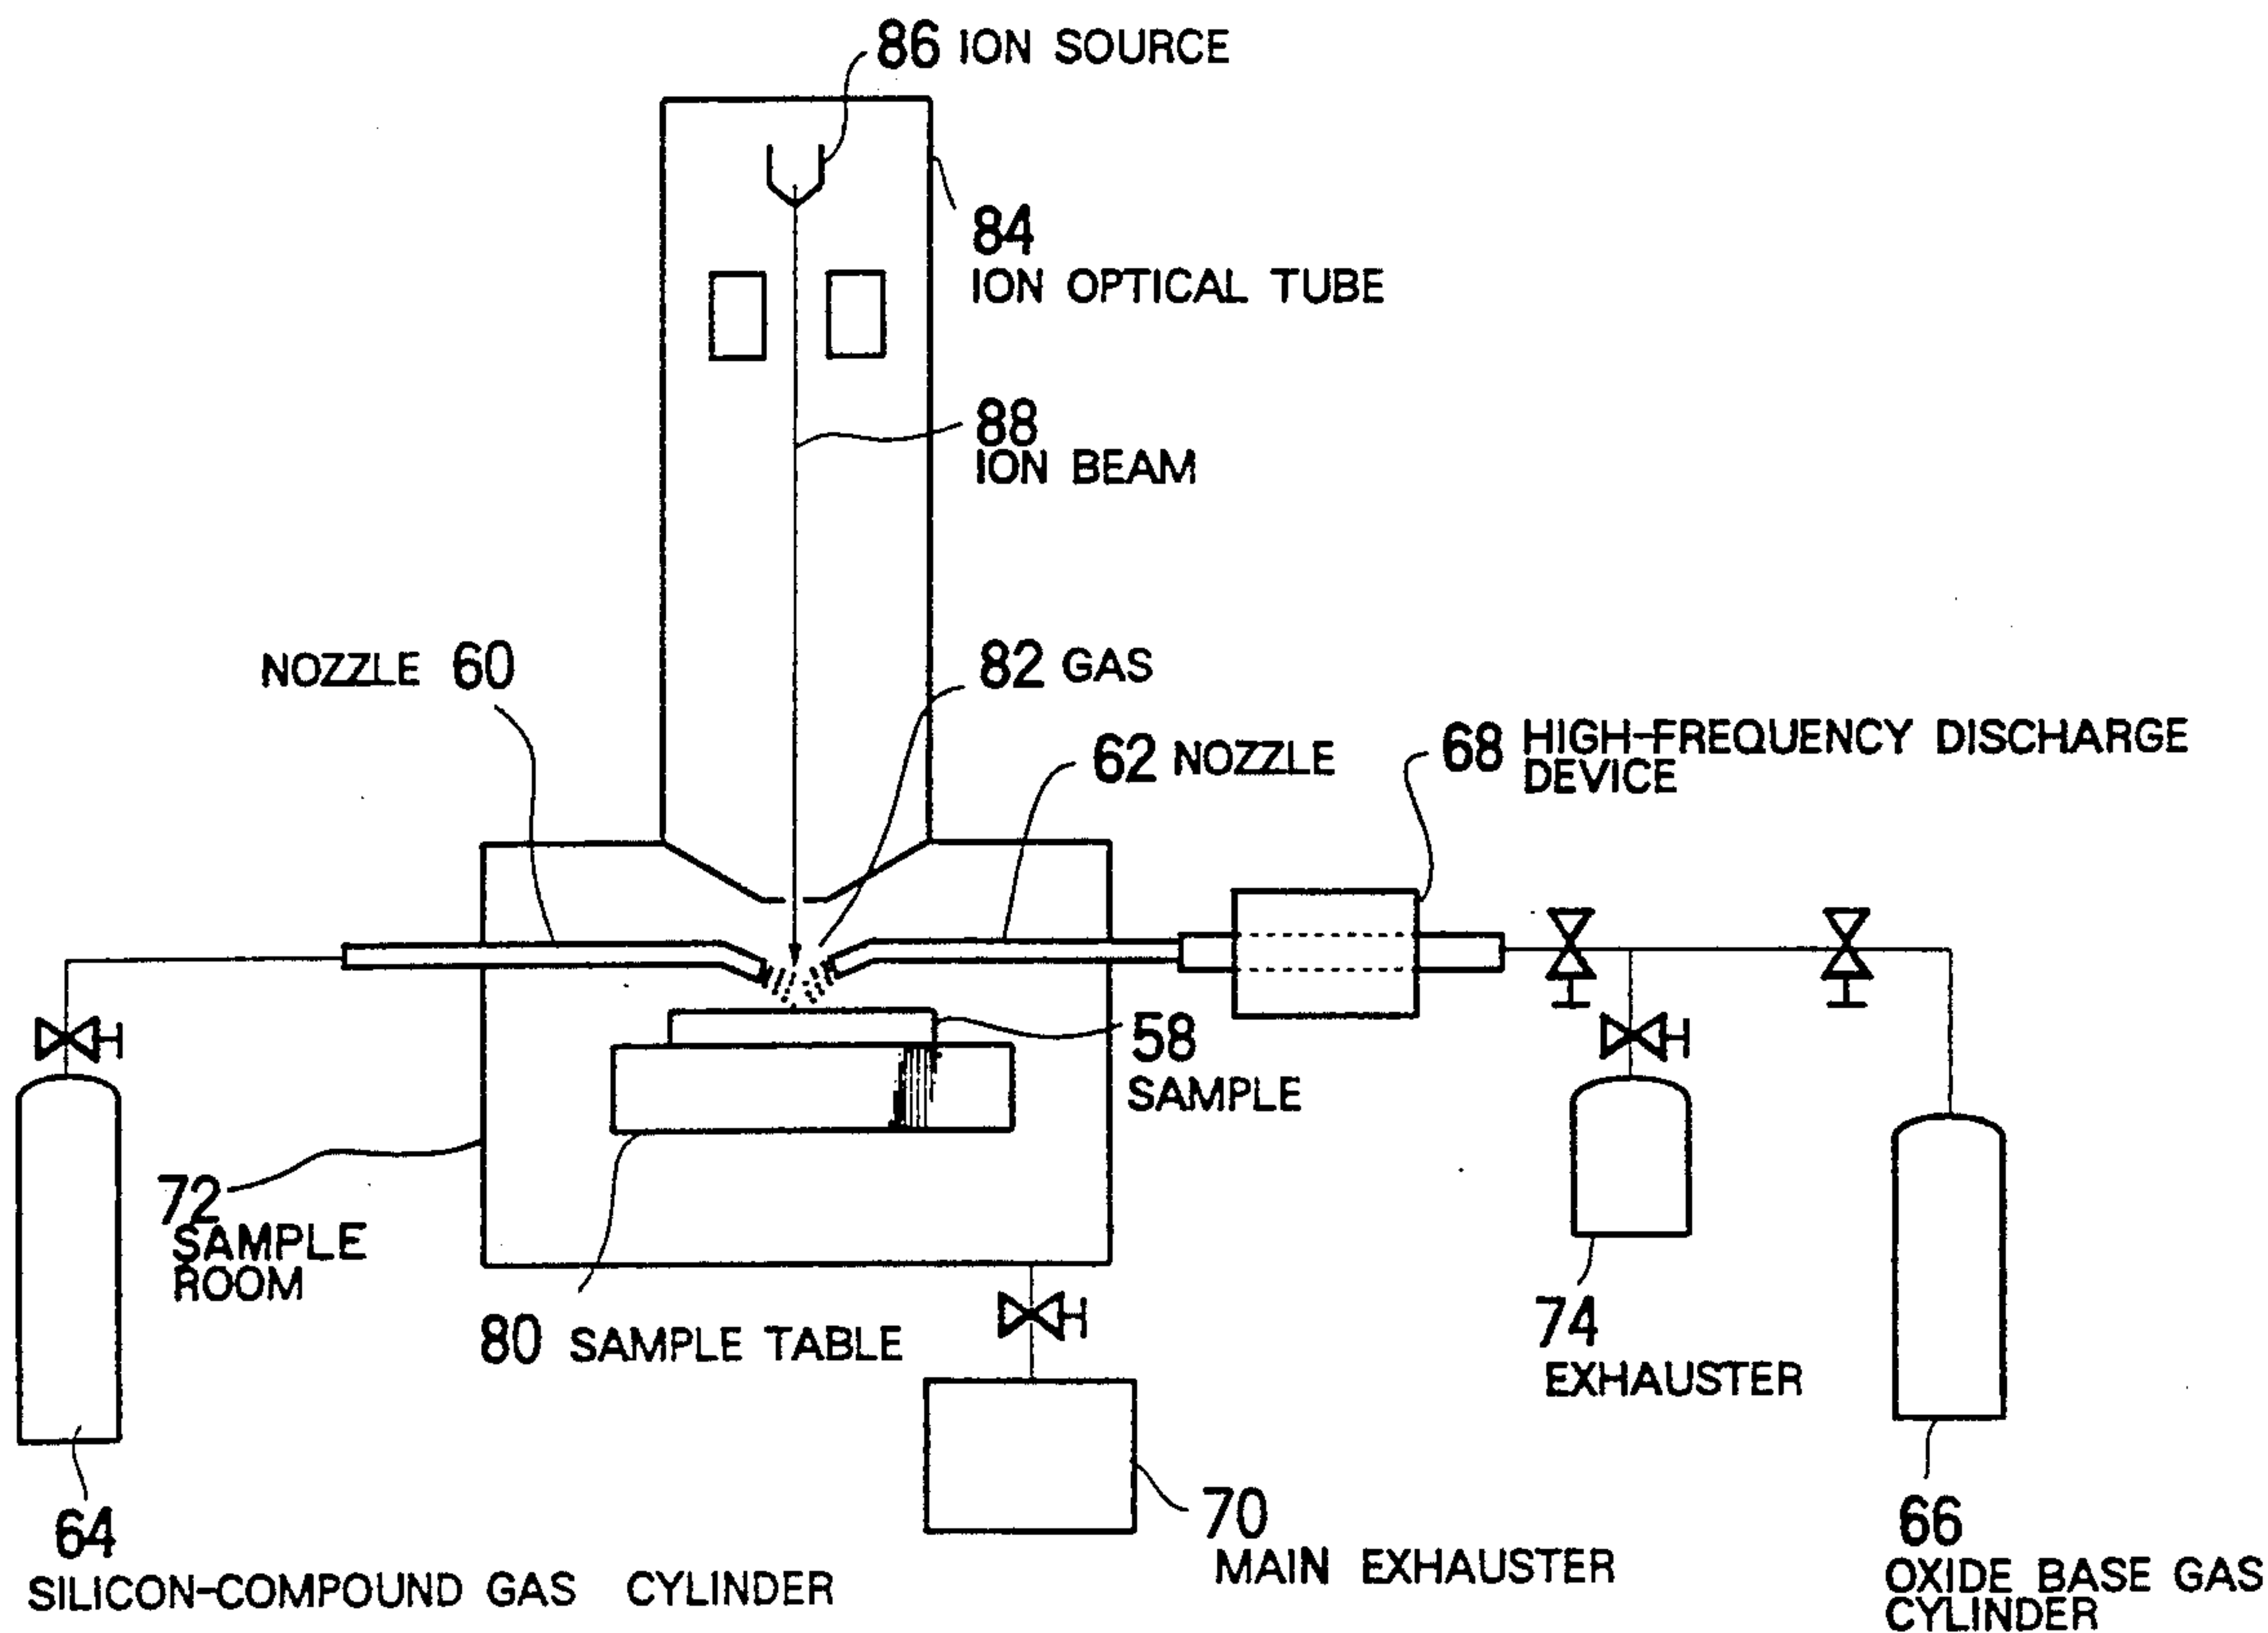 86 ION SOURCE
84
ION OPTICAL TUBE
88
ION BEAM
NOZZLE 60
82 GAS
62 NOZZLE
68 HIGH-FREQUENCY DISCHARGE
DEVICE
58
SAMPLE
72
SAMPLE
ROOM
80 SAMPLE TABLE
74
EXHAUSTER
64
SILICON-COMPOUND GAS CYLINDER
70
MAIN EXHAUSTER
66
OXIDE BASE GAS
CYLINDER